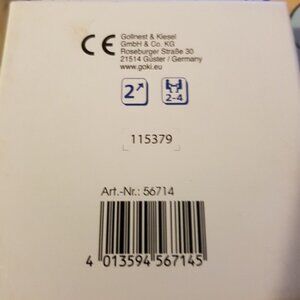 CE
Gollnest & Kiesel
GmbH & Co. KG
Roseburger Straße 30
21514 Güster / Germany
www.goki.eu
2↗
2-4
115379
Art.-Nr.: 56714
4 013594 567145